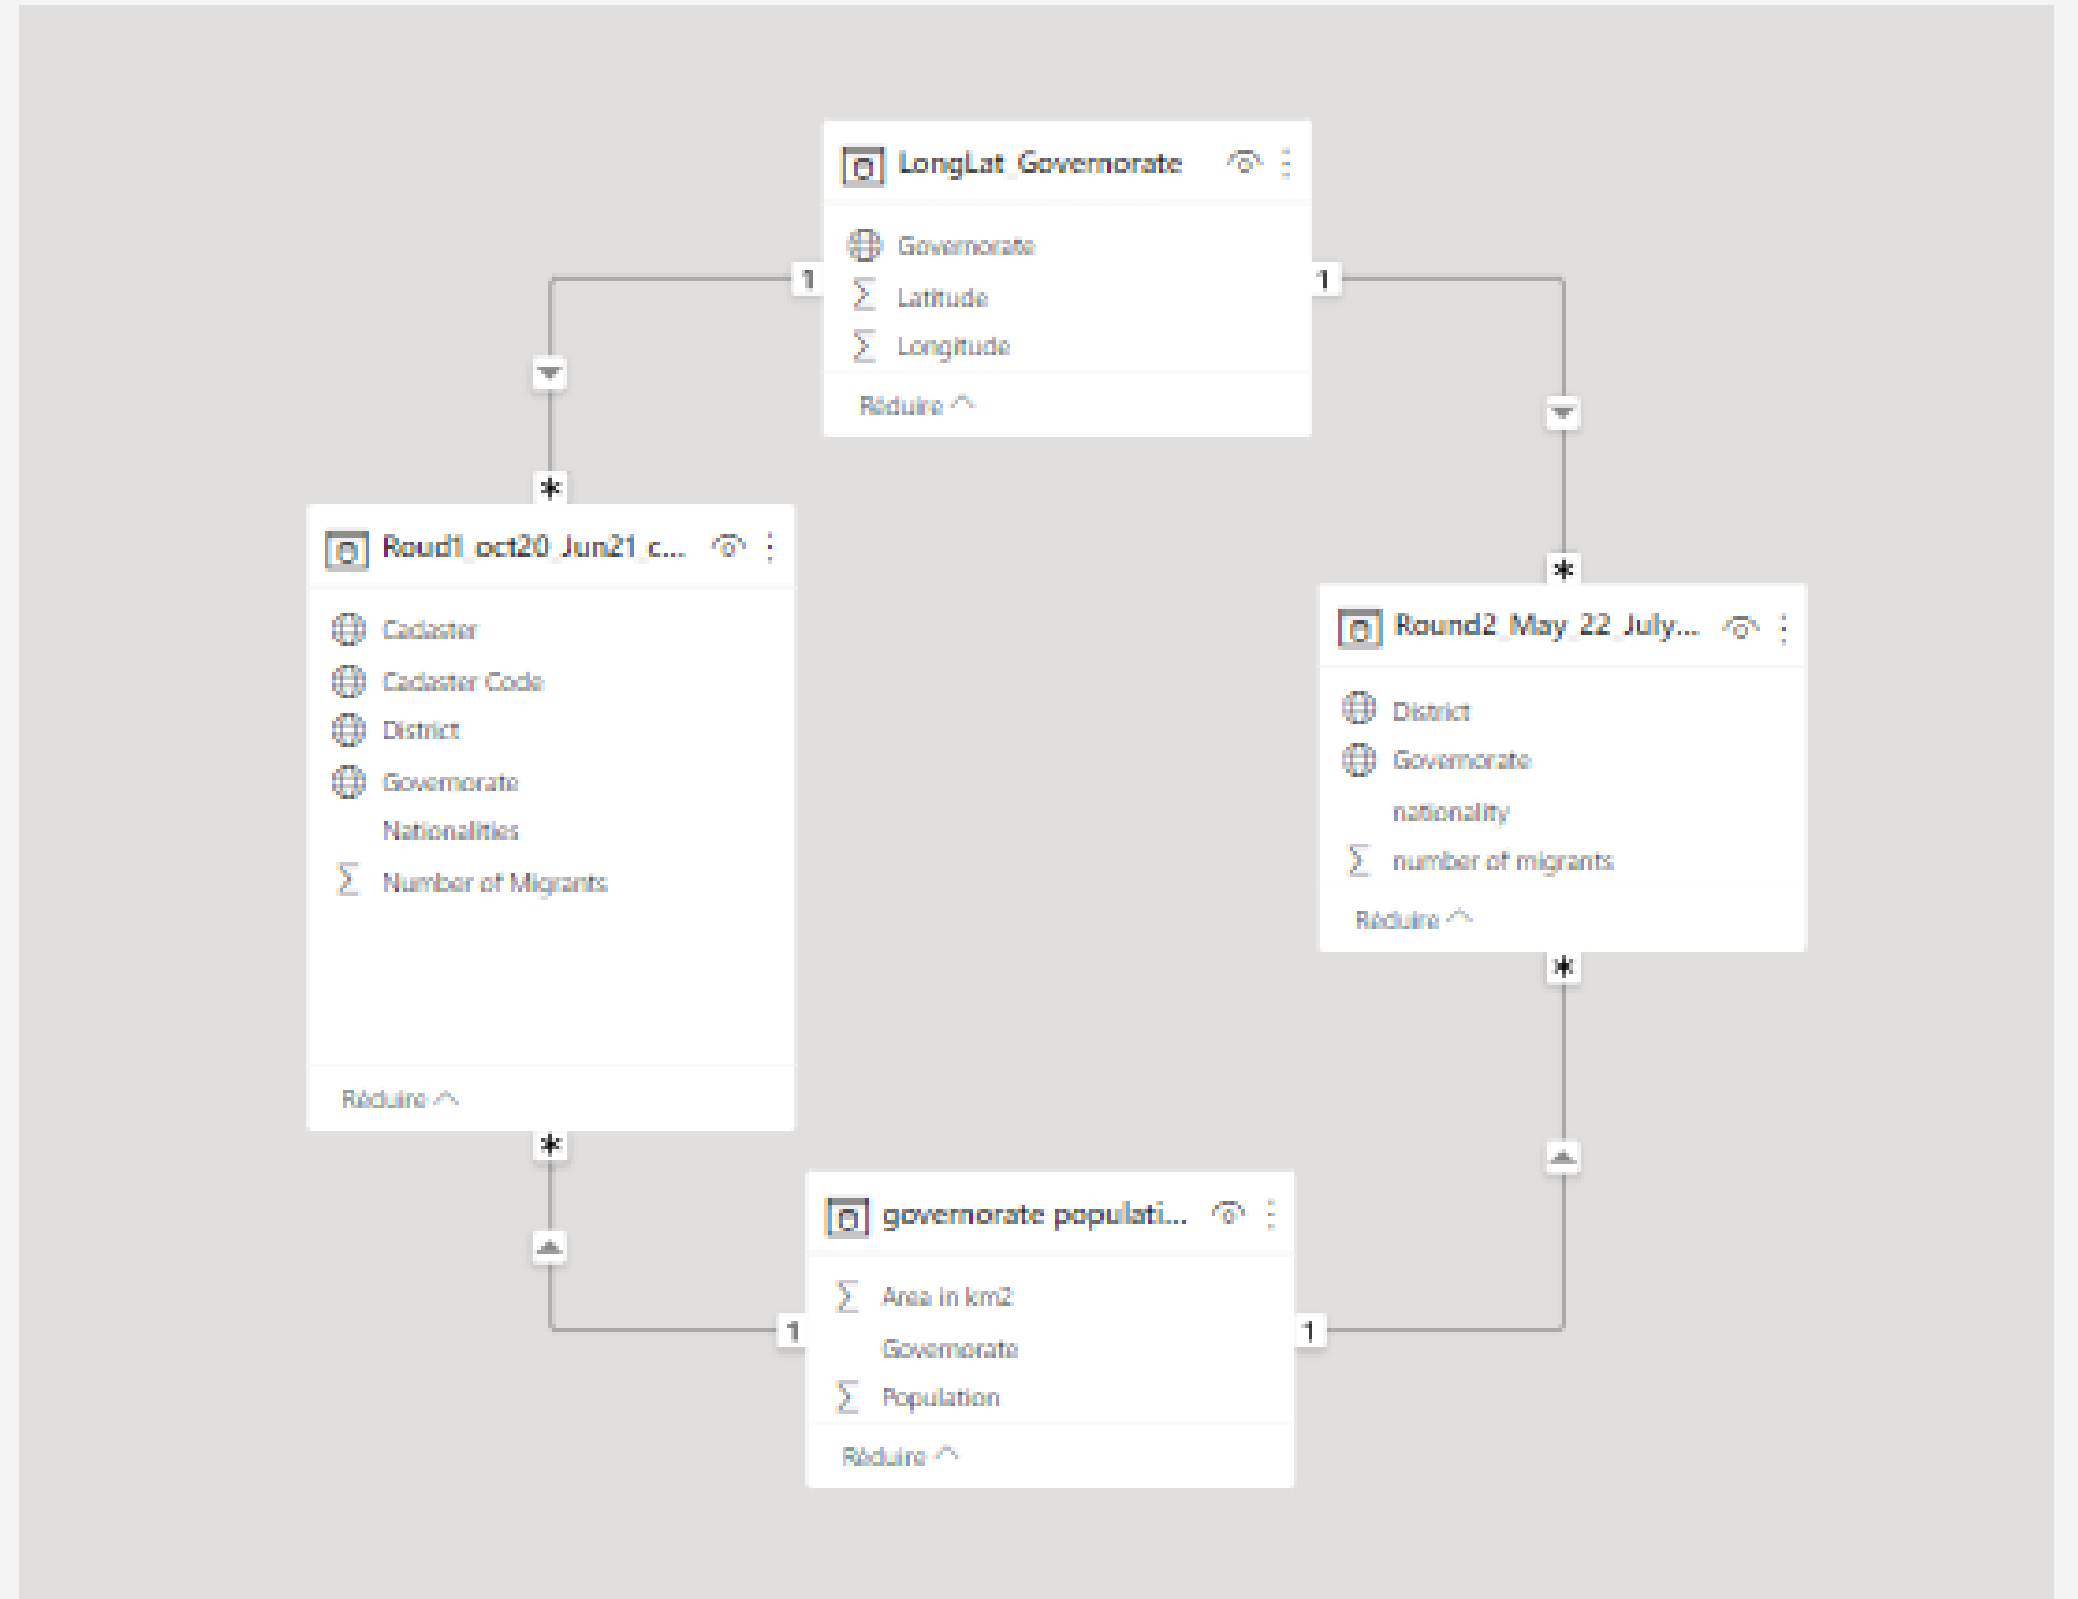 LongLat_Governorate
Governorate
1
1
Latitude
Longitude
Réduire
*
Roud1_oct20_Jun21_c...
*
Round2_May_22_July...
Cadaster
Cadaster Code
District
Governorate
Nationalities
Number of Migrants
District
Governorate
nationality
number of migrants
Réduire
*
Réduire
*
governorate populati...
Area in km2
1
1
Governorate
Population
Réduire